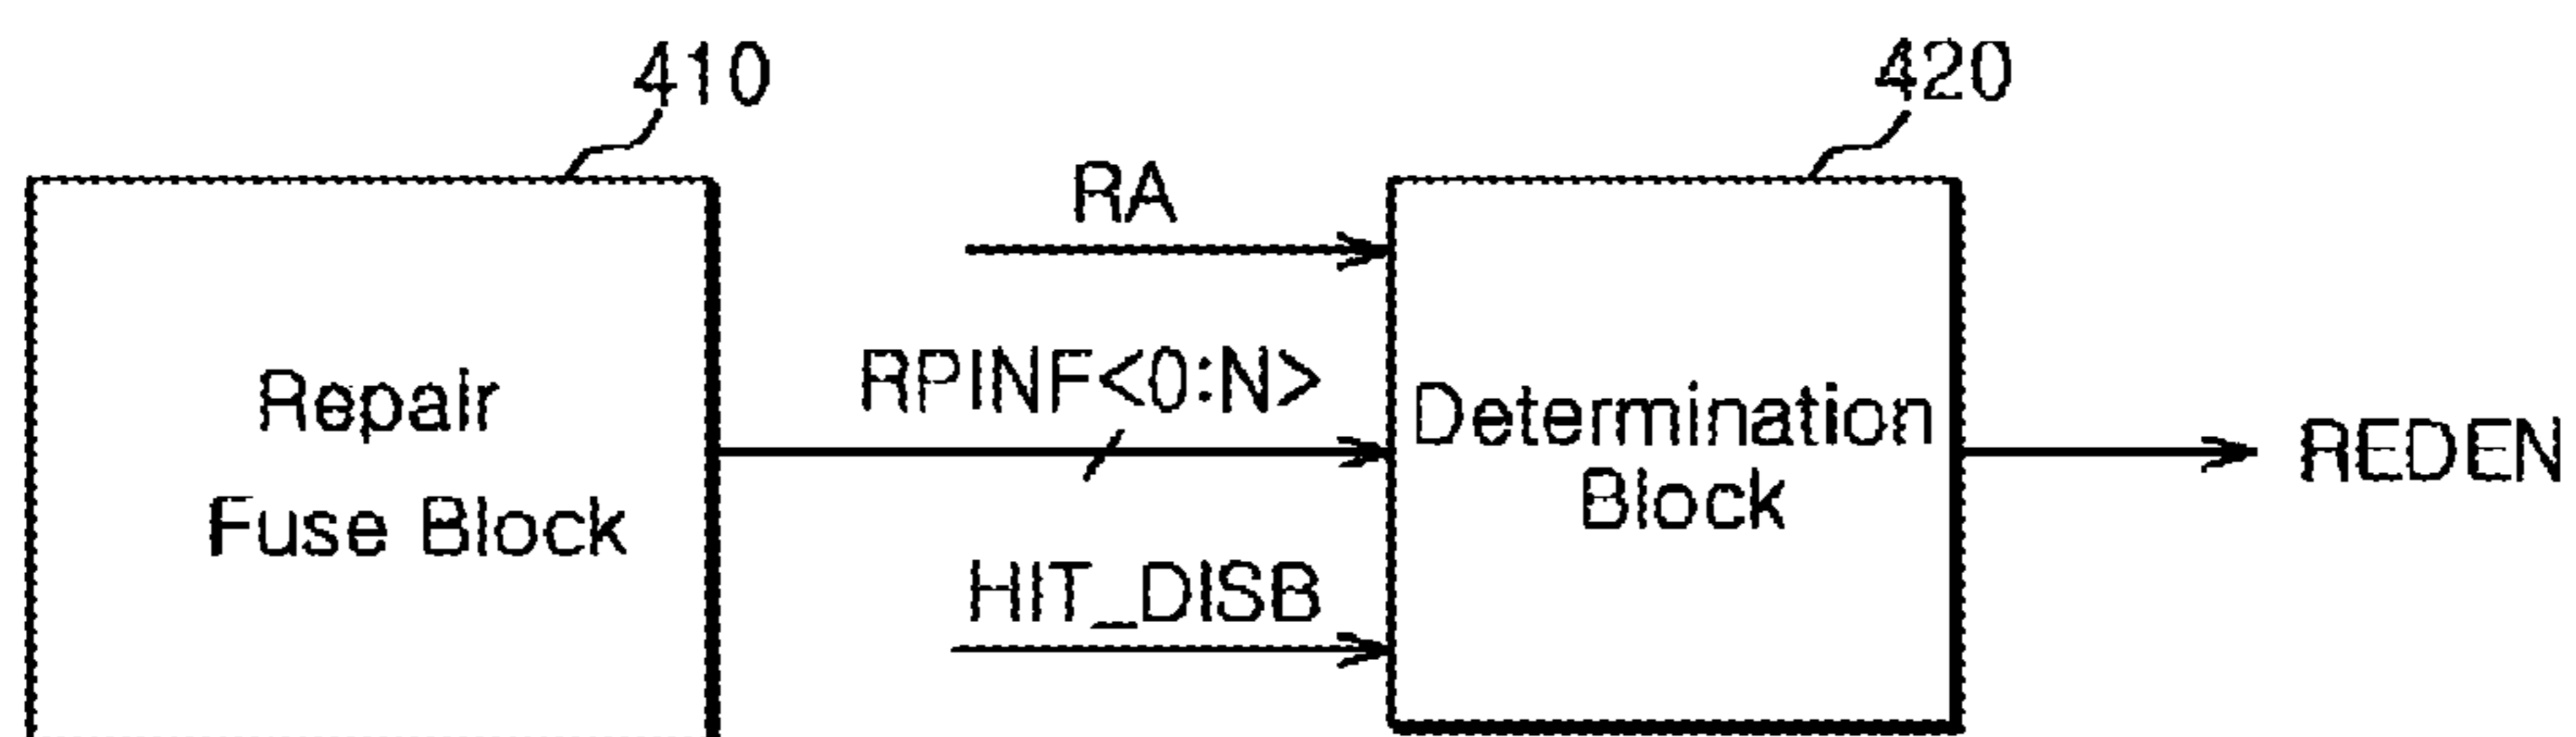 410
420
RA
RPINF<0:N>
HIT_DISB
Repair
Fuse Block
Determination
Block
REDEN